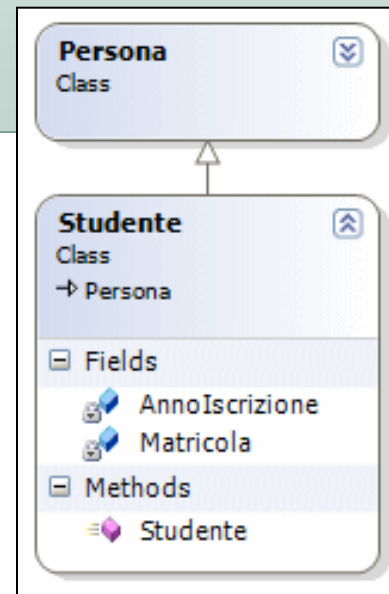 Persona
Class
Studente
Class
Persona
Fields
AnnoIscrizione
Matricola
Methods
Studente